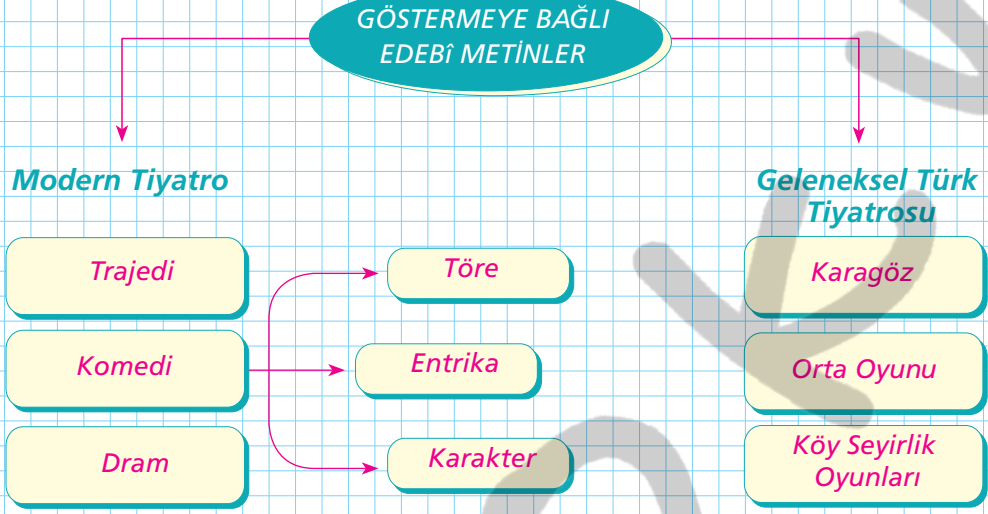 GÖSTERMEYE BAĞLI
EDEBî METİNLER
Modern Tiyatro
Trajedi
Komedi
Dram
Töre
Entrika
Karakter
Geleneksel Türk
Tiyatrosu
Karagöz
Orta Oyunu
Köy Seyirlik
Oyunları